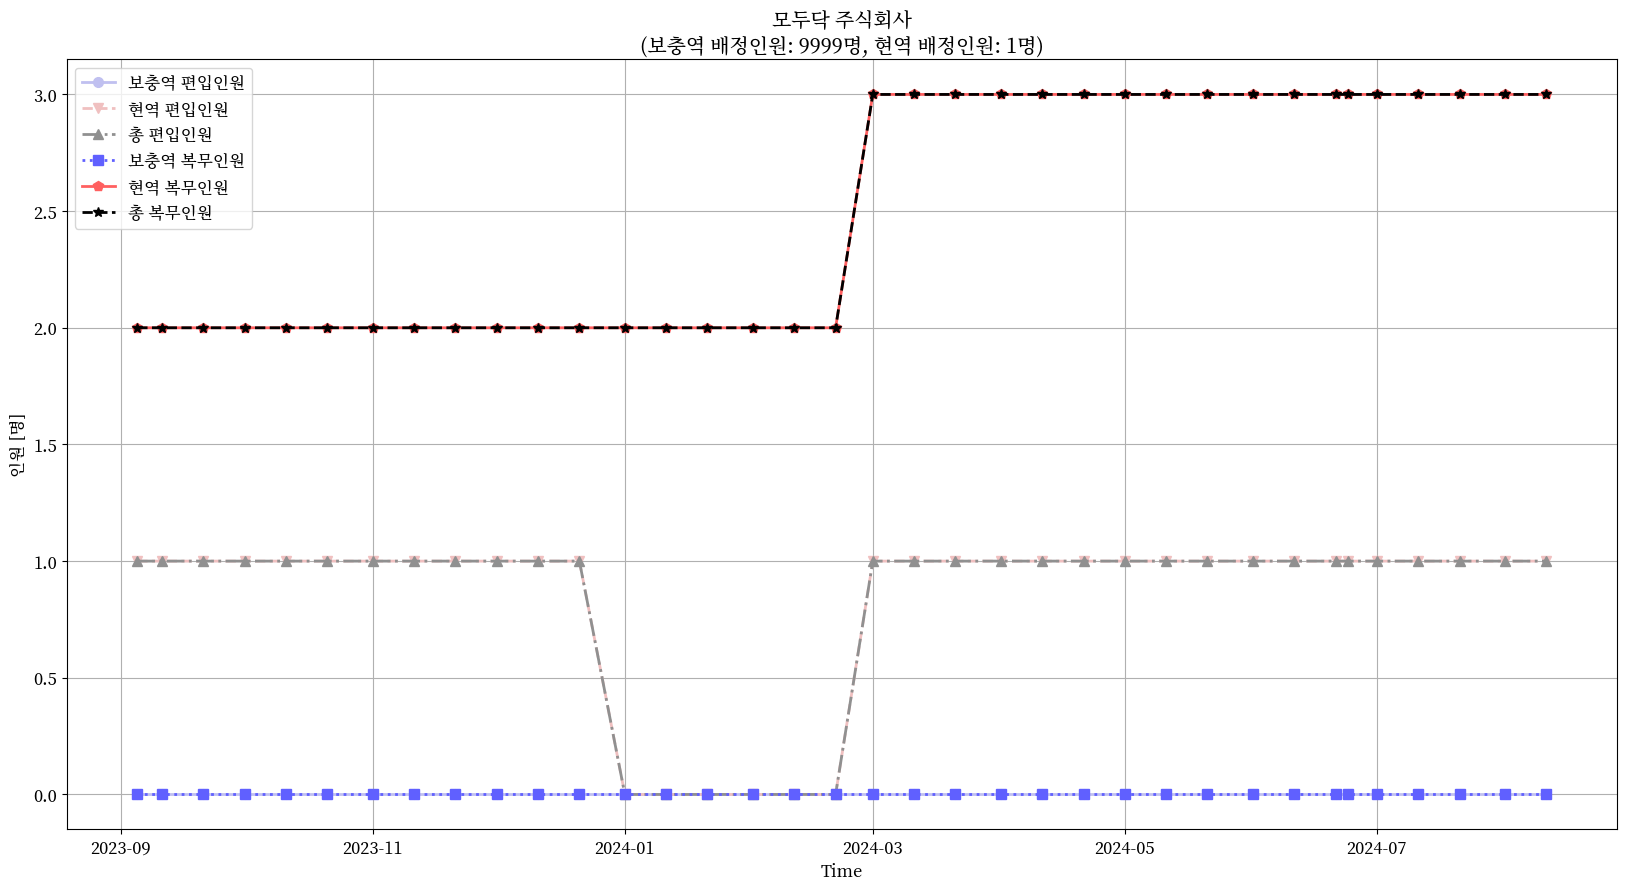 모두닥 주식회사
(보충역 배정인원: 9999명, 현역 배정인원: 1명)
보충역 편입인원
현역 편입인원
총 편입인원
보충역 복무인원
현역 복무인원
총 복무인원
3.0
2.5
2.0
1.5
1.0
0.5
0.0
인원 [명]
2023-09
2023-11
2024-01
2024-03
2024-05
2024-07
Time